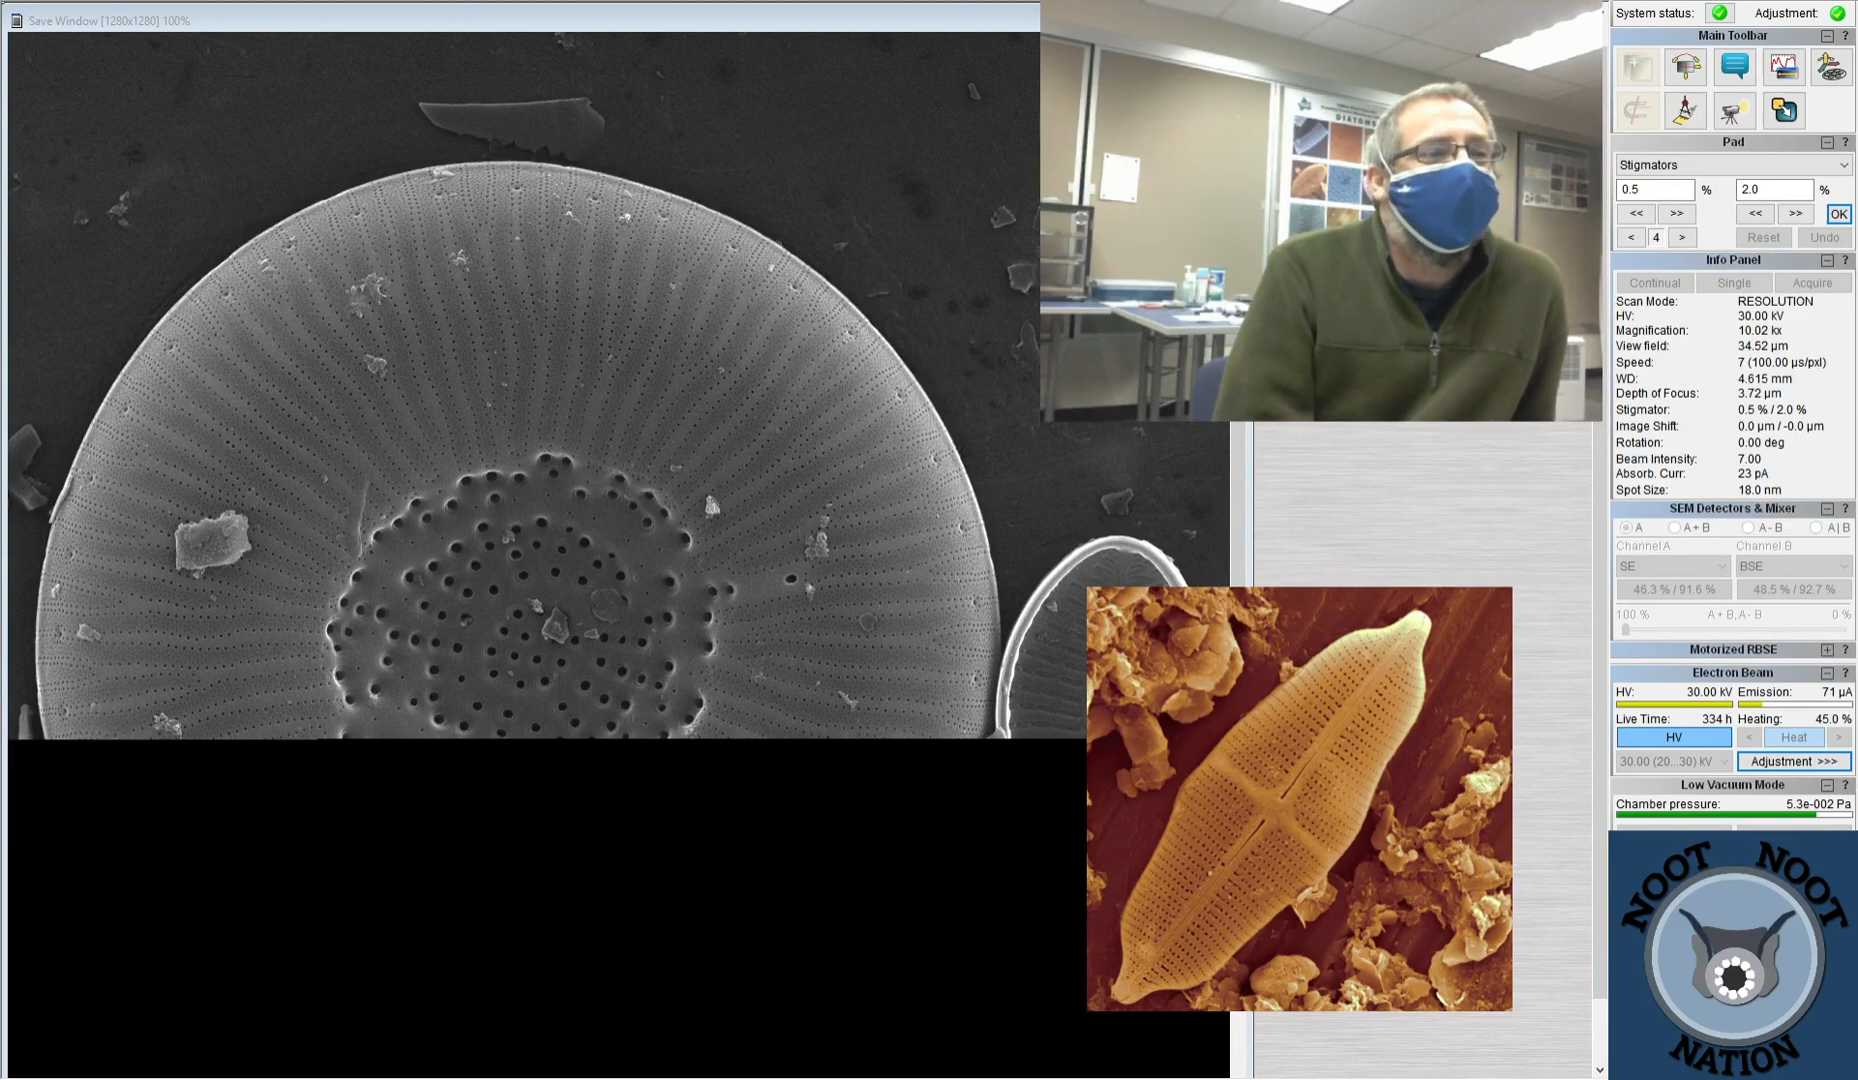 Save Window [1280x1280] 100%
DIATOMS
System status:
Adjustment:
Main Toolbar
?
Pad
?
Stigmators
0.5 % 2.0 %
<< >> << >> OK
< 4 > Reset Undo
Info Panel
?
Continual Single Acquire
Scan Mode: RESOLUTION
HV: 30.00 kV
Magnification: 10.02 kx
View field: 34.52 µm
Speed: 7 (100.00 µs/pxl)
WD: 4.615 mm
Depth of Focus: 3.72 µm
Stigmator: 0.5 % / 2.0 %
Image Shift: 0.0 µm / -0.0 µm
Rotation: 0.00 deg
Beam Intensity: 7.00
Absorb. Curr: 23 pA
Spot Size: 18.0 nm
SEM Detectors & Mixer
?
A A + B A - B A | B
Channel A Channel B
SE BSE
46.3 % / 91.6 % 48.5 % / 92.7 %
100 % A + B, A - B 0 %
Motorized RBSE
?
Electron Beam
?
HV: 30.00 kV Emission: 71 µA
Live Time: 334 h Heating: 45.0 %
HV < Heat >
30.00 (20...30) kV Adjustment >>>
Low Vacuum Mode
?
Chamber pressure: 5.3e-002 Pa
NOOT NOOT
NATION